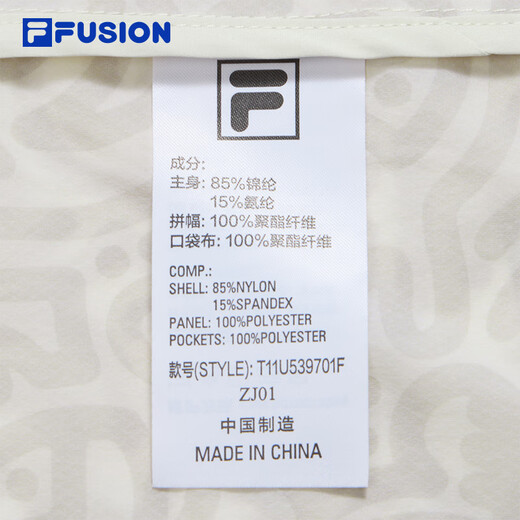 FUSION
F
成分:
主身: 85%锦纶
15%氨纶
拼幅: 100%聚酯纤维
口袋布: 100%聚酯纤维
COMP.:
SHELL: 85%NYLON
15%SPANDEX
PANEL: 100%POLYESTER
POCKETS: 100%POLYESTER
款号(STYLE): T11U539701F
ZJ01
中国制造
MADE IN CHINA